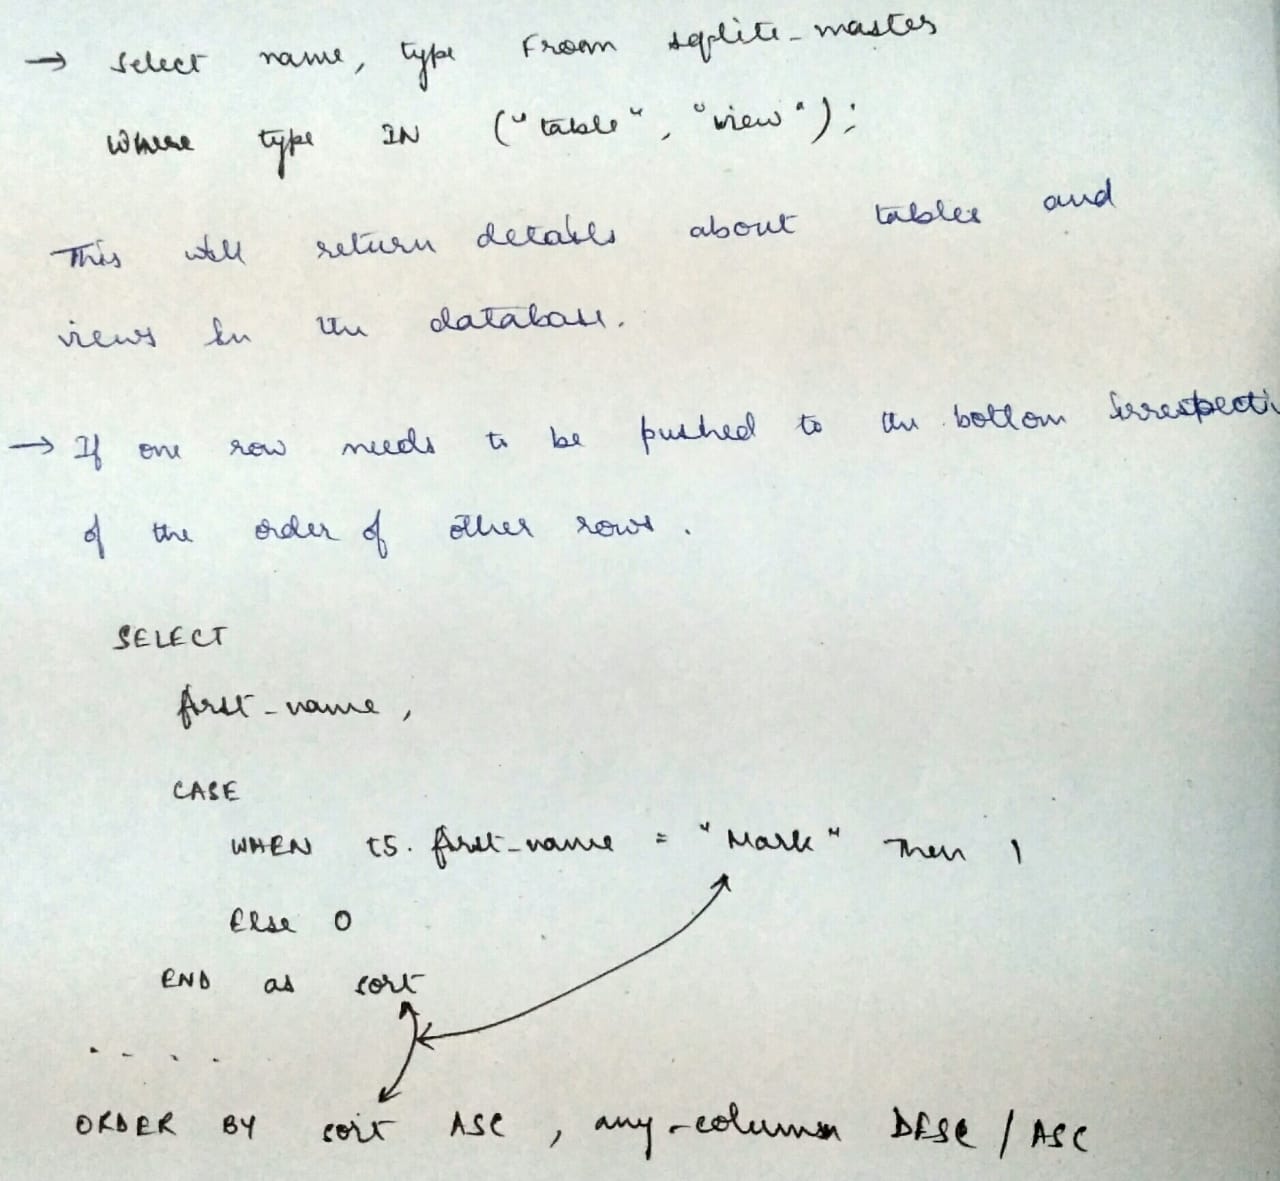 → Select name, type From sqlite_master
Where type IN ("table", "view");
This will return details about tables and
views in the database.
→ If one row needs to be pushed to the bottom irrespecti
of the order of other rows.
SELECT
first_name,
CASE
WHEN t5.first_name = "Mark" Then 1
Else 0
END as sort
.....
ORDER BY sort ASC, any-column DESC / ASC